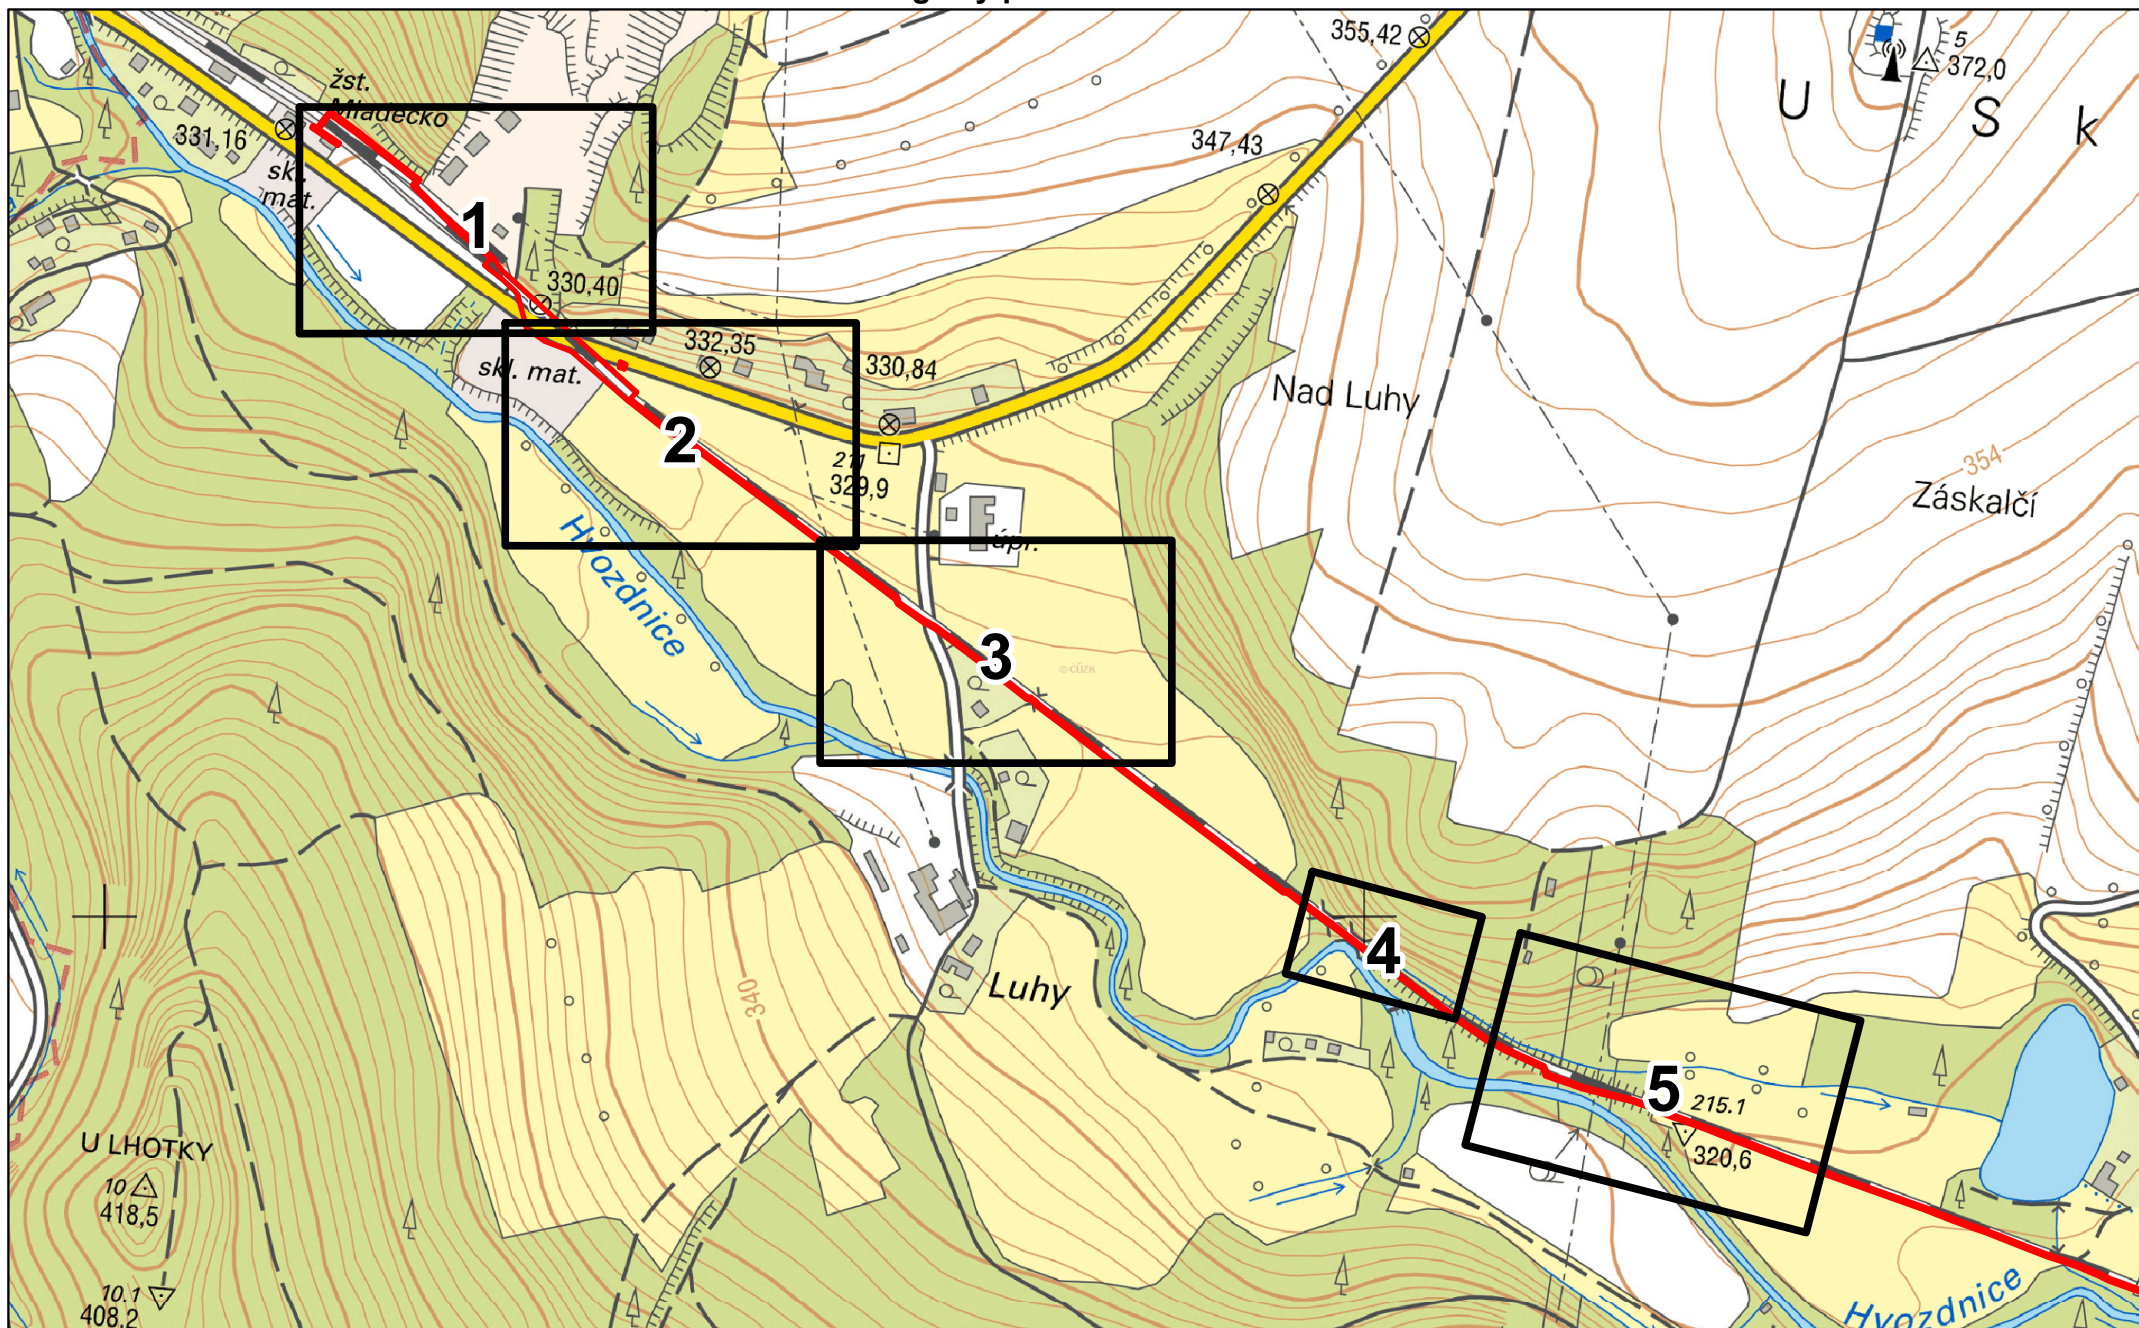 355,42
5
372,0
U
S
k
žst.
Mladecko
331,16
347,43
skl.
mat.
1
330,40
332,35
330,84
skl. mat.
Nad Luhy
2
211
329,9
354
Záskalčí
úpr.
Hvozdnice
3
©ČÚZK
4
340
Luhy
5
215.1
320,6
U LHOTKY
10
418,5
10.1
408,2
Hvozdnice